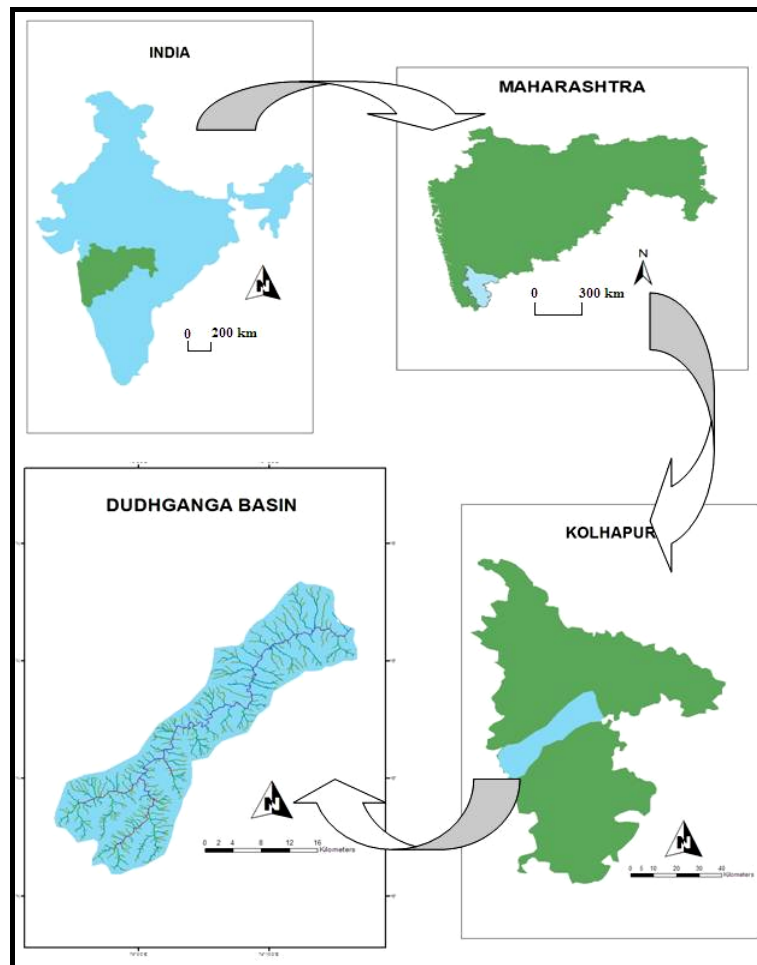 INDIA
N
0 200 km
MAHARASHTRA
N
0 300 km
KOLHAPUR
N
0 5 10 20 30 40
Kilometers
DUDHGANGA BASIN
N
0 2 4 8 12 16
Kilometers